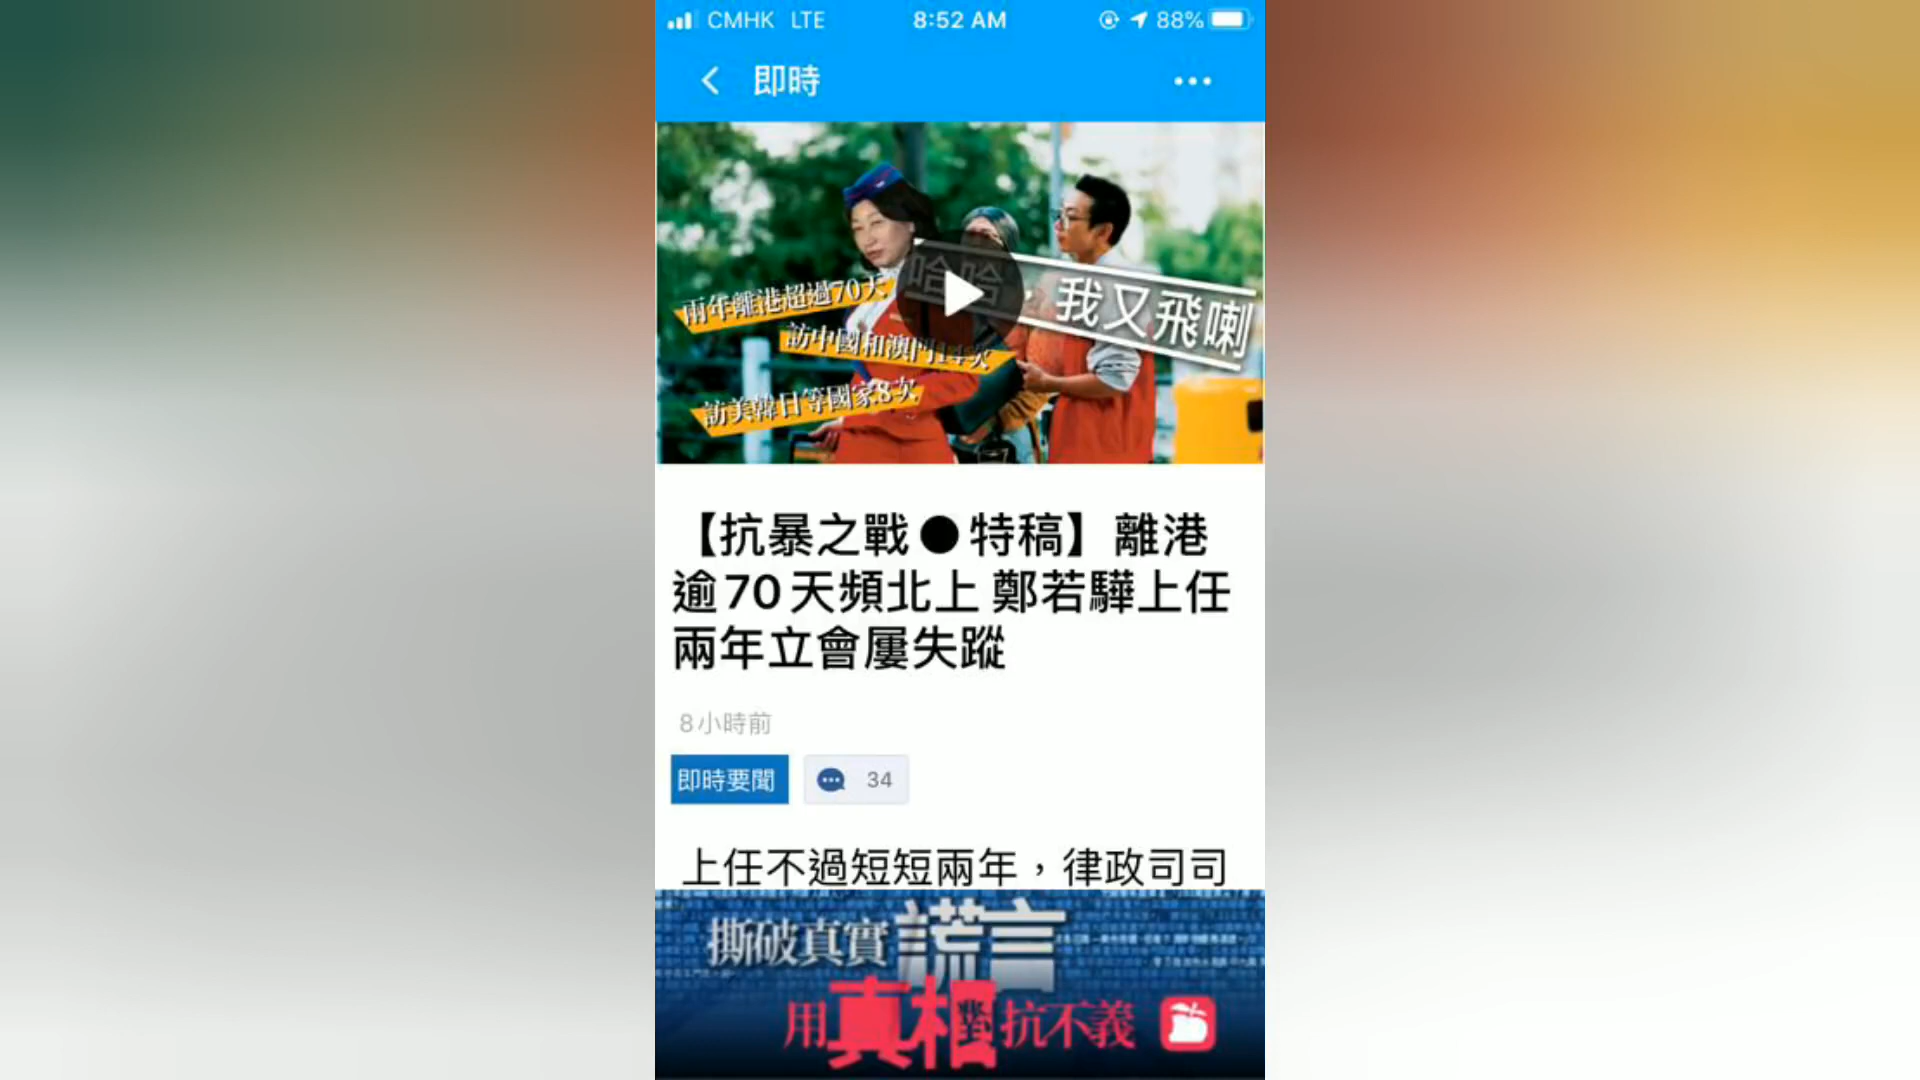 CMHK LTE 8:52 AM 88%
即時
哈哈,我又飛喇
兩年離港超過70天
訪中國和澳門14次
訪美韓日等國家8次
【抗暴之戰●特稿】離港
逾70天頻北上 鄭若驊上任
兩年立會屢失蹤
8小時前
即時要聞 34
上任不過短短兩年,律政司司
撕破真實謊言
用真相對抗不義